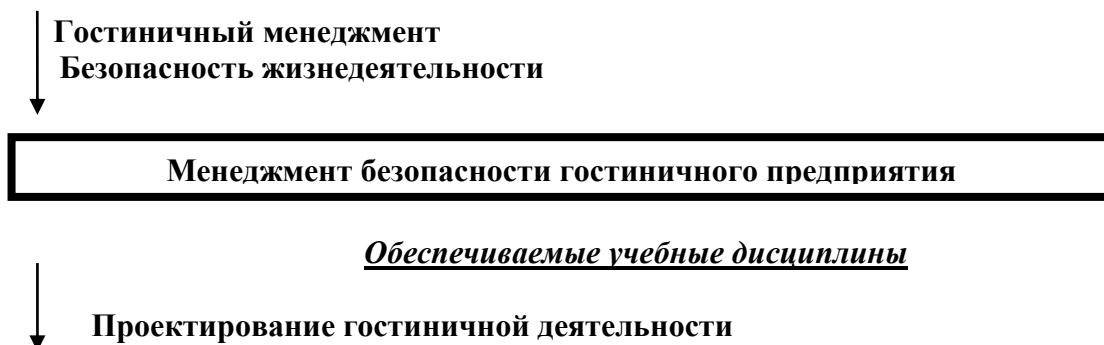 Гостиничный менеджмент
Безопасность жизнедеятельности
Менеджмент безопасности гостиничного предприятия
Обеспечиваемые учебные дисциплины
Проектирование гостиничной деятельности